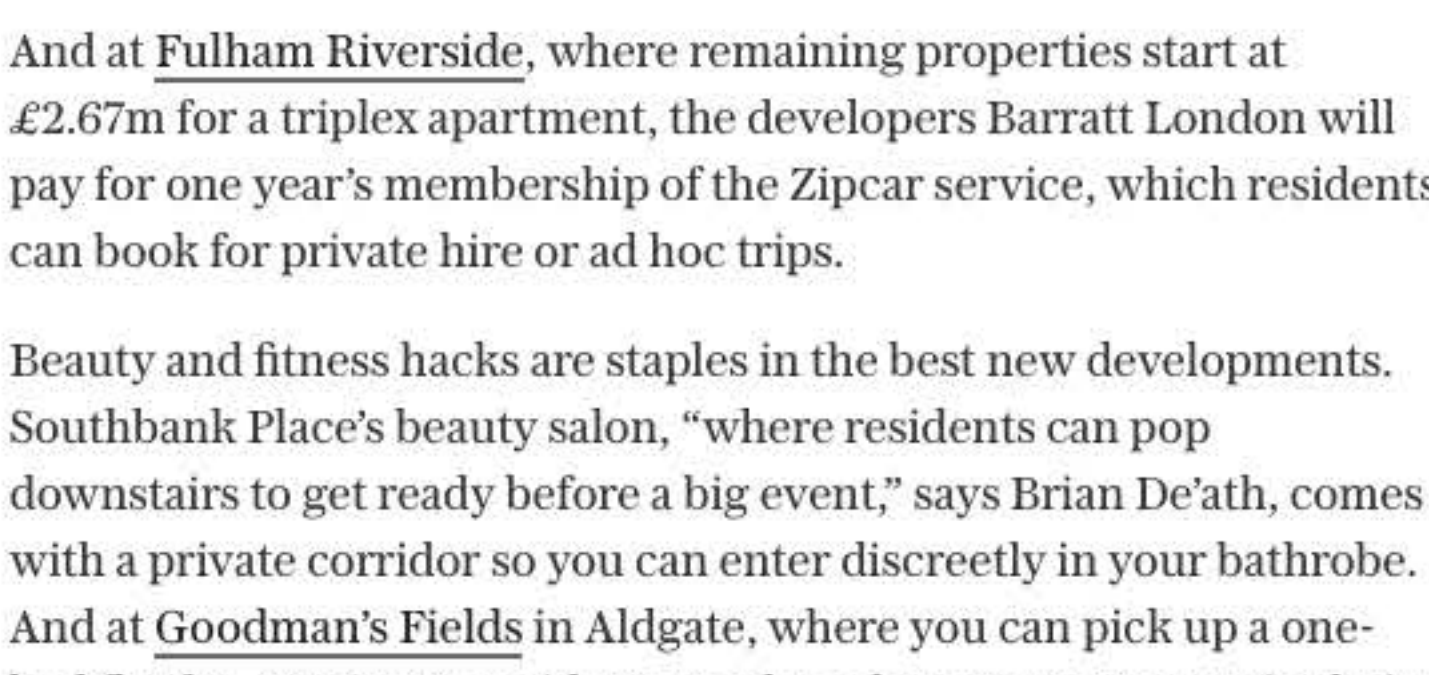 And at Fulham Riverside, where remaining properties start at
£2.67m for a triplex apartment, the developers Barratt London will
pay for one year’s membership of the Zipcar service, which residents
can book for private hire or ad hoc trips.
Beauty and fitness hacks are staples in the best new developments.
Southbank Place’s beauty salon, “where residents can pop
downstairs to get ready before a big event,” says Brian De’ath, comes
with a private corridor so you can enter discreetly in your bathrobe.
And at Goodman’s Fields in Aldgate, where you can pick up a one-